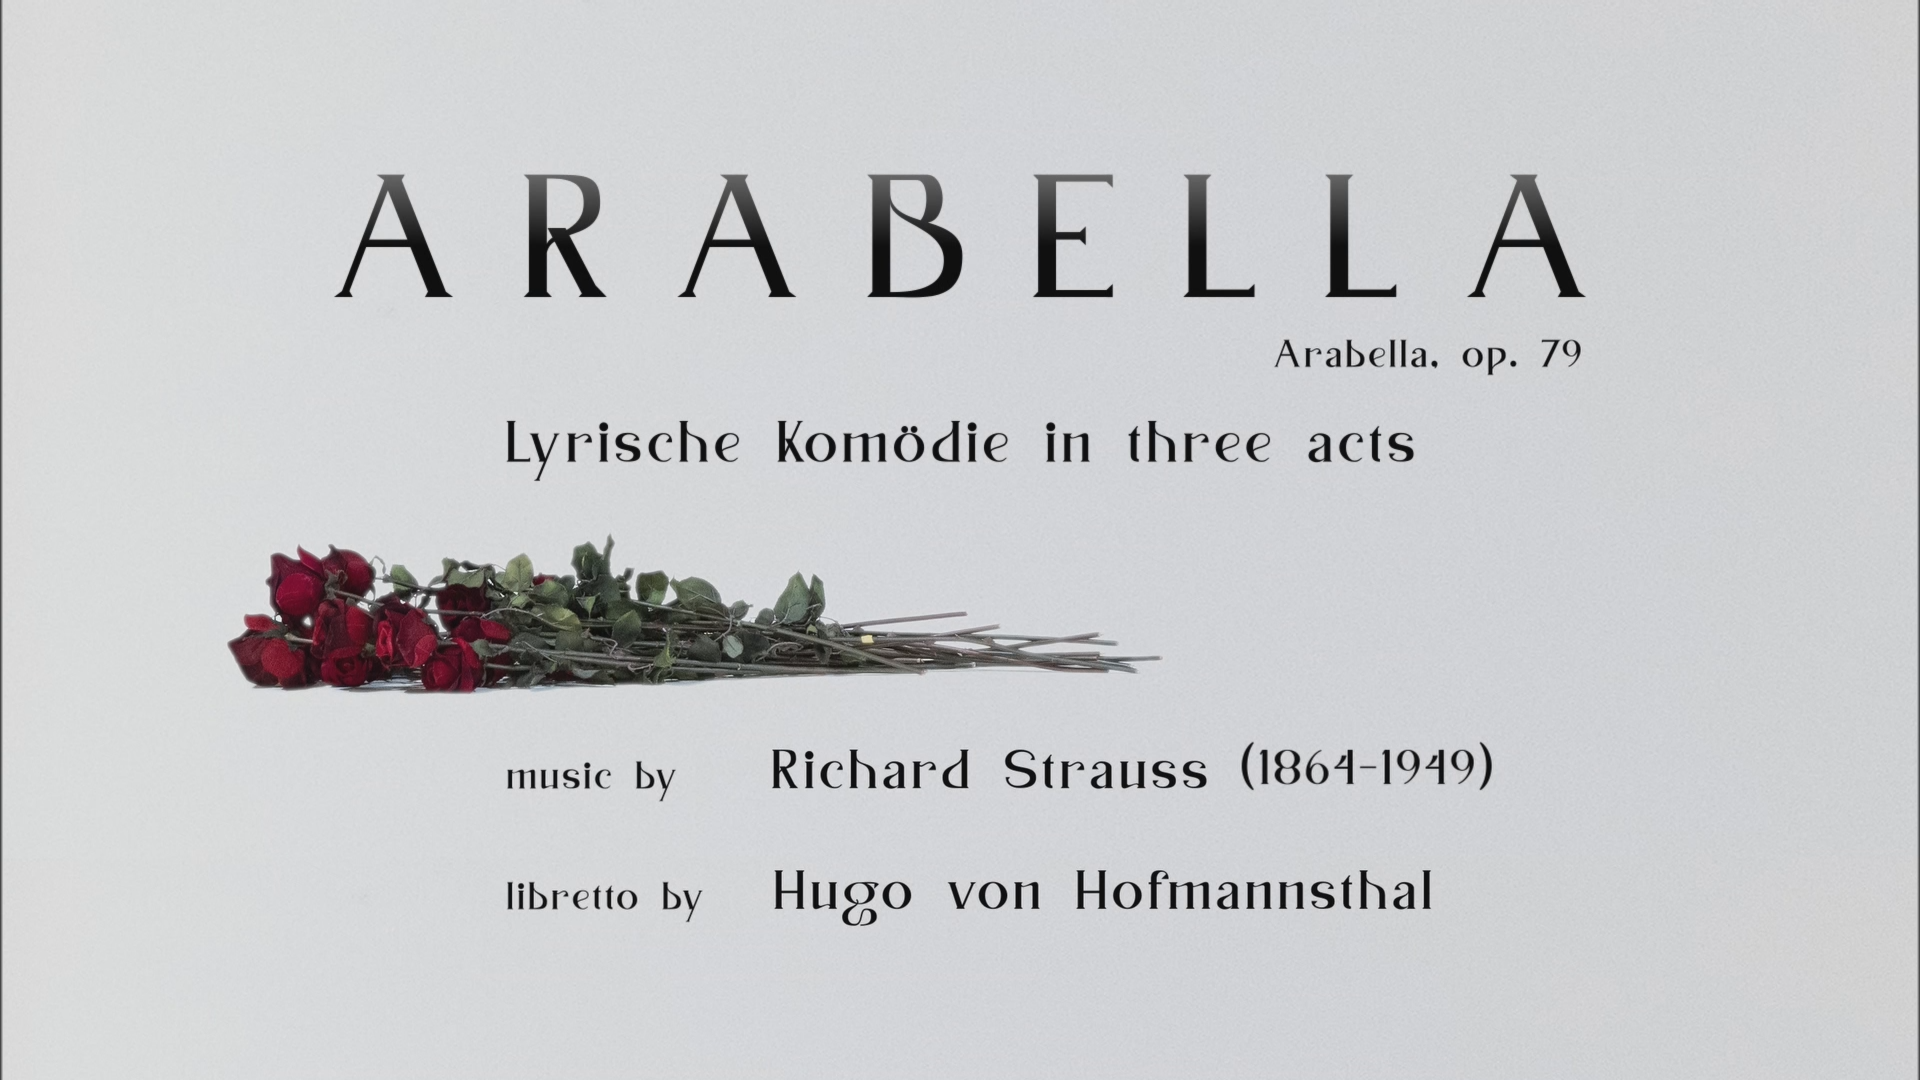 ARABELLA
Arabella, op. 79
Lyrische Komödie in three acts
music by Richard Strauss (1864-1949)
libretto by Hugo von Hofmannsthal